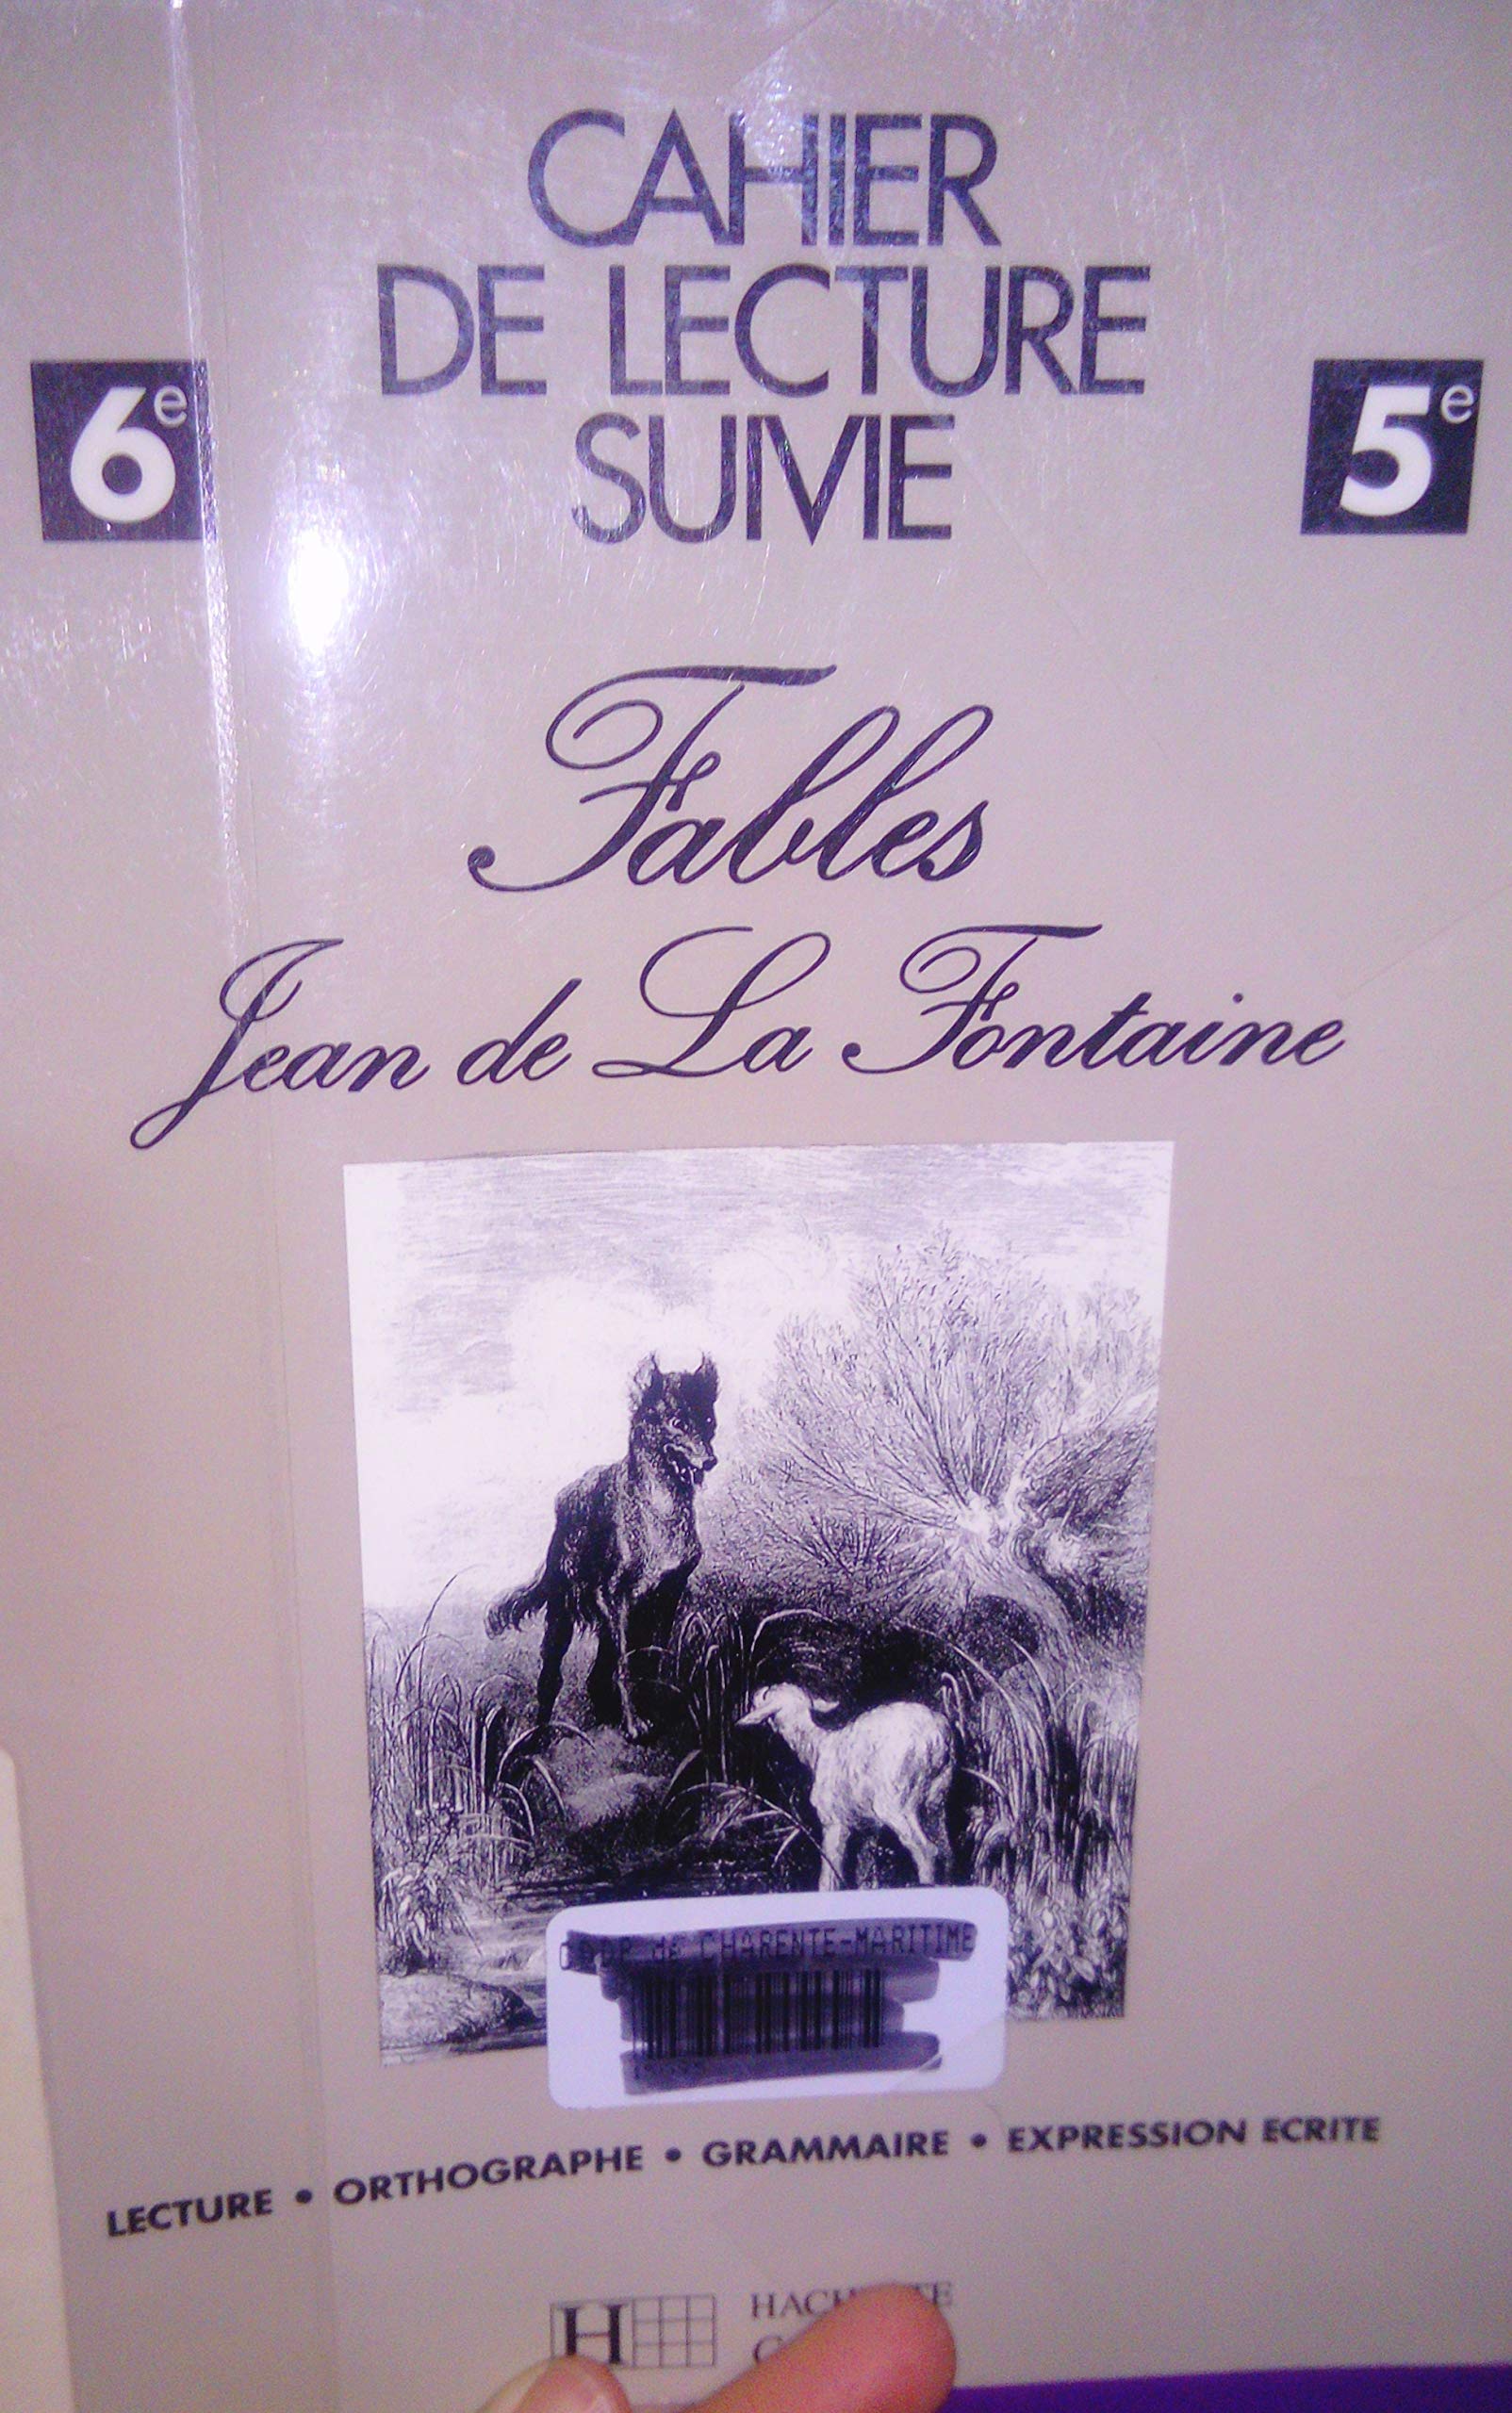 CAHIER
DE LECTURE
SUIVIE
6e
5e
Fables
Jean de La Fontaine
de CHARENTE-MARITIME
LECTURE • ORTHOGRAPHE • GRAMMAIRE • EXPRESSION ECRITE
H